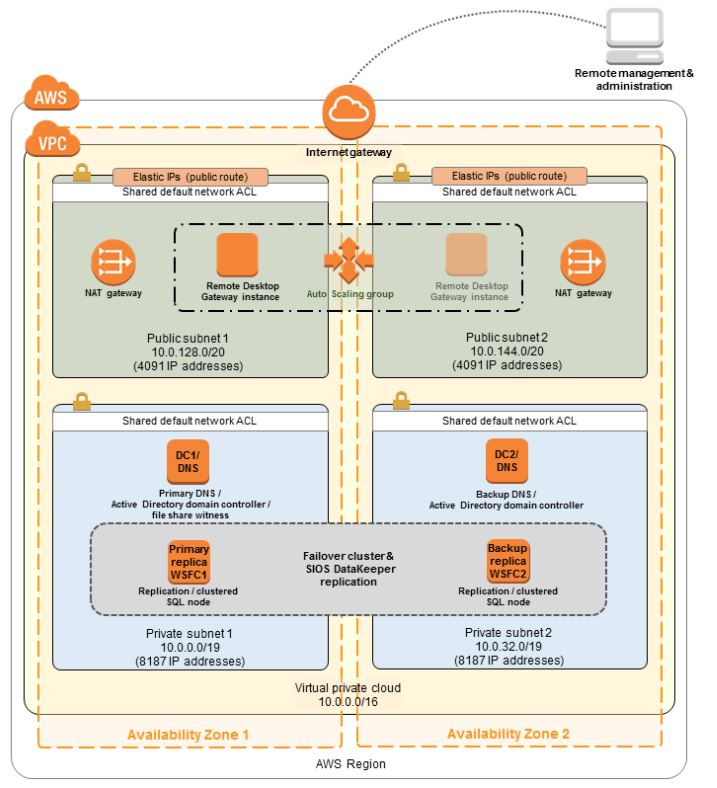 Remote management &
administration
AWS
VPC
Internet gateway
Elastic IPs (public route)
Shared default network ACL
Elastic IPs (public route)
Shared default network ACL
NAT gateway
Remote Desktop
Gateway instance
Auto Scaling group
Remote Desktop
Gateway instance
NAT gateway
Public subnet 1
10.0.128.0/20
(4091 IP addresses)
Public subnet 2
10.0.144.0/20
(4091 IP addresses)
Shared default network ACL
Shared default network ACL
DC1/
DNS
Primary DNS /
Active Directory domain controller /
file share witness
DC2/
DNS
Backup DNS /
Active Directory domain controller
Primary
replica
WSFC1
Replication / clustered
SQL node
Failover cluster &
SIOS DataKeeper
replication
Backup
replica
WSFC2
Replication / clustered
SQL node
Private subnet 1
10.0.0.0/19
(8187 IP addresses)
Private subnet 2
10.0.32.0/19
(8187 IP addresses)
Virtual private cloud
10.0.0.0/16
Availability Zone 1
Availability Zone 2
AWS Region